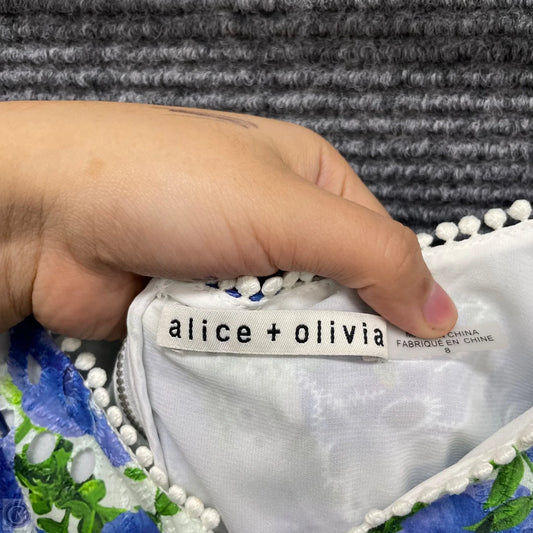 alice + olivia
CHINA
FABRIQUÉ EN CHINE
8